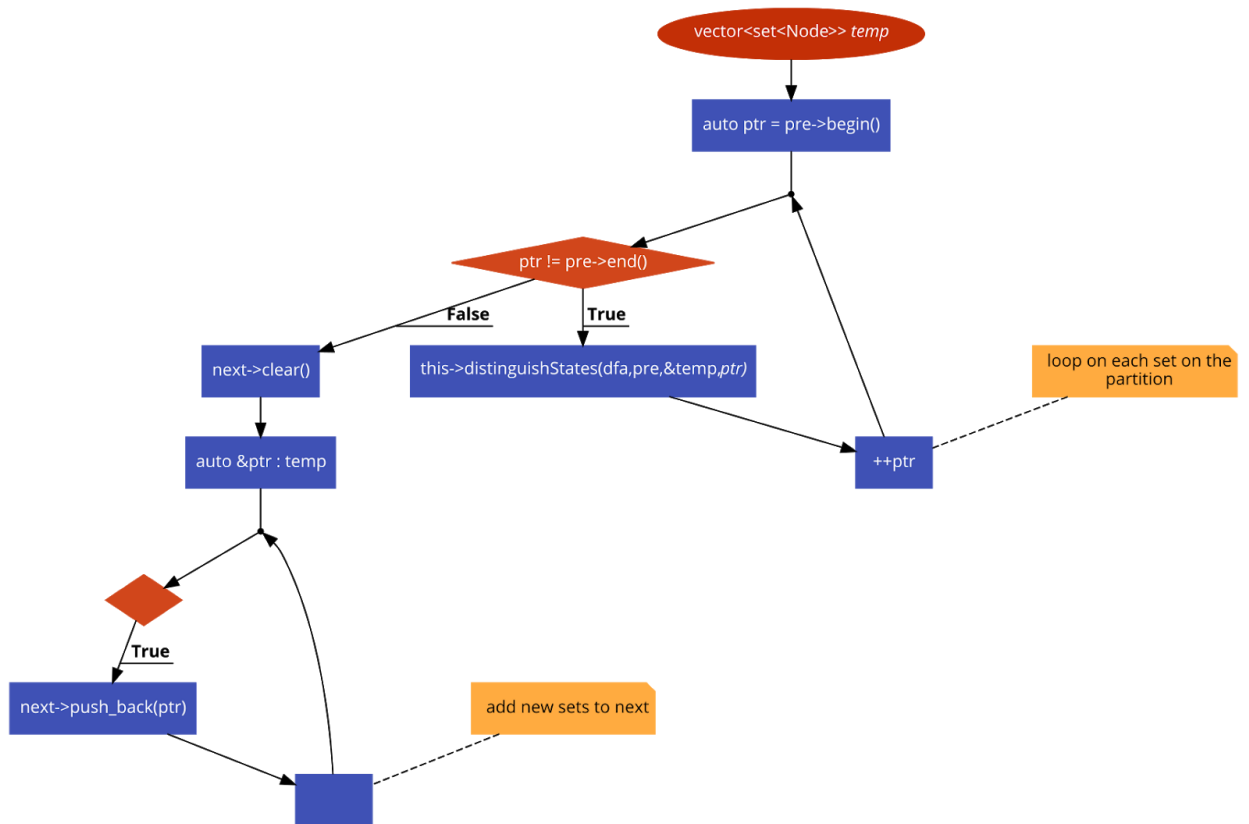 vector<set<Node>> temp
auto ptr = pre->begin()
ptr != pre->end()
False
True
next->clear()
this->distinguishStates(dfa,pre,&temp,ptr)
loop on each set on the
partition
auto &ptr : temp
++ptr
True
next->push_back(ptr)
add new sets to next